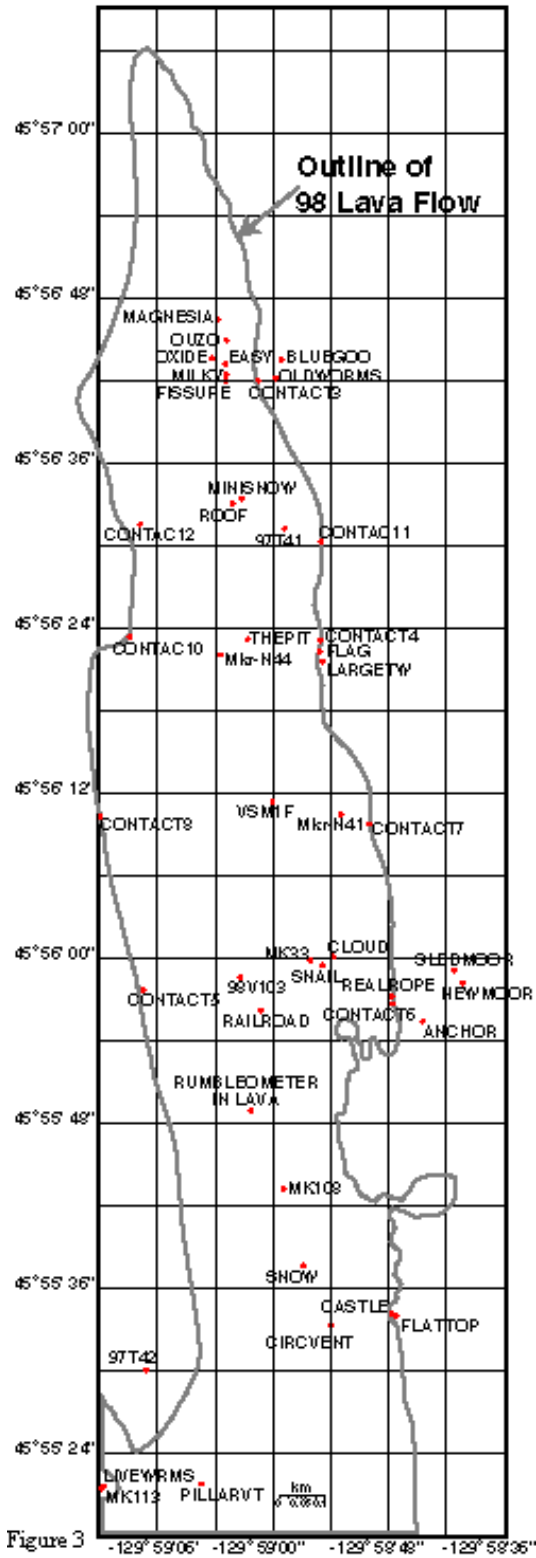 45°57' 00"
Outline of
98 Lava Flow
45°56' 48"
MAGNESIA
OUZO
OXIDE
EASY
BLUEGOO
MILKY
OLDWORMS
FISSURE
CONTACT3
45°56' 36"
MINISNOW
ROOF
CONTAC12
97T41
CONTAC11
45°56' 24"
THEPIT
CONTACT4
CONTAC10
Mkr-N44
FLAG
LARGETW
45°56' 12"
VSM1F
CONTACT9
Mkr-N41
CONTACT7
45°56' 00"
MK33
CLOUD
SLEDMOOR
98V103
SNAIL
REALROPE
NEWMOOR
CONTACT5
RAILROAD
CONTACT6
ANCHOR
RUMBLEOMETER
IN LAVA
45°55' 48"
MK108
SNOW
45°55' 36"
CASTLE
FLATTOP
CIRCVENT
97T42
45°55' 24"
LIVEWRMS
MK113
PILLARVT
km
Figure 3
-129°59'06"
-129°59'00"
-129°59'48"
-129°59'36"